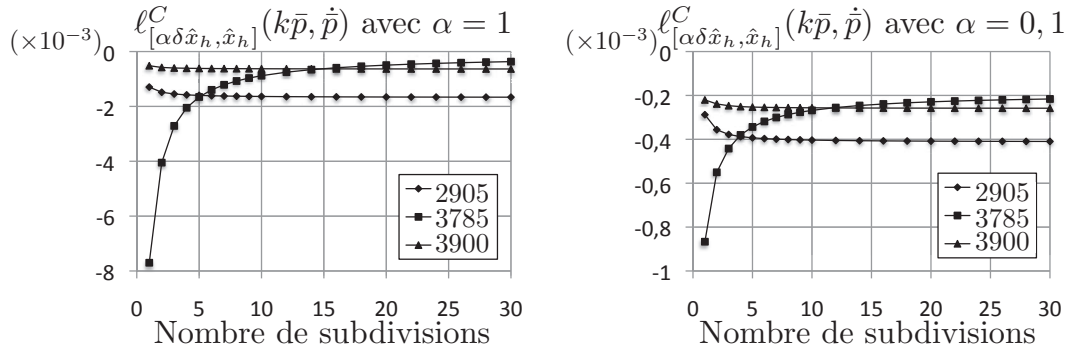 (×10⁻³) ℓ^C_{[αδx̂_h, x̂_h]}(kp̄, ṗ̄) avec α = 1
0
-2
-4
-6
-8
2905
3785
3900
0 5 10 15 20 25 30
Nombre de subdivisions
(×10⁻³) ℓ^C_{[αδx̂_h, x̂_h]}(kp̄, ṗ̄) avec α = 0, 1
0
-0,2
-0,4
-0,6
-0,8
-1
2905
3785
3900
0 5 10 15 20 25 30
Nombre de subdivisions